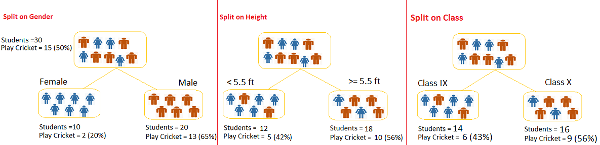 Split on Gender
Students =30
Play Cricket = 15 (50%)
Female
Male
Students =10
Play Cricket = 2 (20%)
Students = 20
Play Cricket = 13 (65%)
Split on Height
< 5.5 ft
>= 5.5 ft
Students = 12
Play Cricket = 5 (42%)
Students = 18
Play Cricket = 10 (56%)
Split on Class
Class IX
Class X
Students = 14
Play Cricket = 6 (43%)
Students = 16
Play Cricket = 9 (56%)